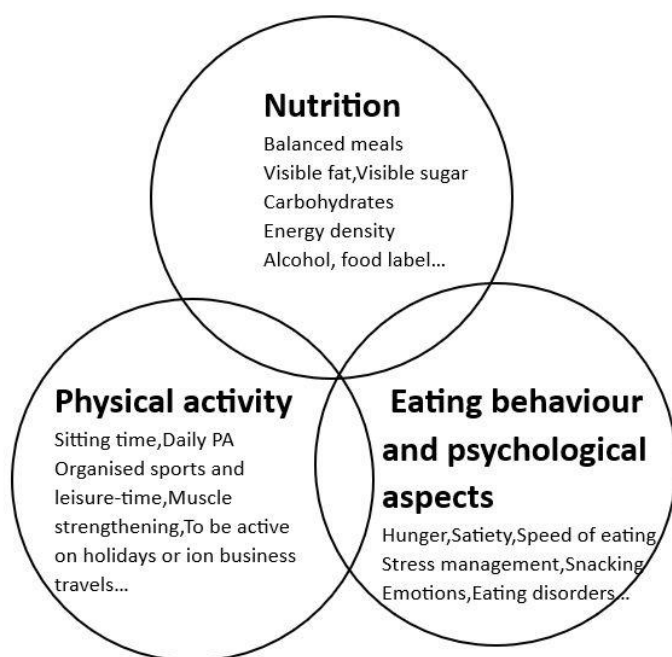 Nutrition
Balanced meals
Visible fat,Visible sugar
Carbohydrates
Energy density
Alcohol, food label...
Physical activity
Sitting time,Daily PA
Organised sports and
leisure-time,Muscle
strengthening,To be active
on holidays or ion business
travels...
Eating behaviour
and psychological
aspects
Hunger,Satiety,Speed of eating
Stress management,Snacking
Emotions,Eating disorders...